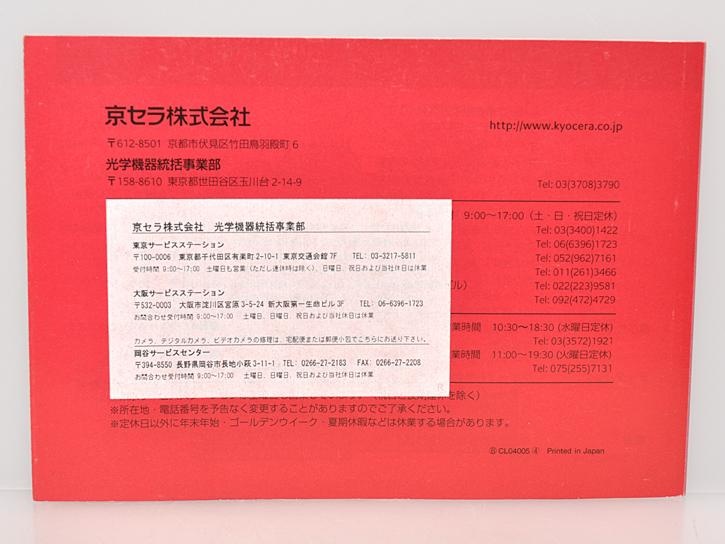 京セラ株式会社
http://www.kyocera.co.jp
〒612-8501 京都市伏見区竹田鳥羽殿町6
光学機器統括事業部
〒158-8610 東京都世田谷区玉川台2-14-9
Tel: 03(3708)3790
9:00~17:00 (土・日・祝日定休)
Tel: 03(3400)1422
Tel: 06(6396)1723
Tel: 052(962)7161
Tel: 011(261)3466
ビル) Tel: 022(223)9581
Tel: 092(472)4729
業時間 10:30~18:30 (水曜日定休)
Tel: 03(3572)1921
業時間 11:00~19:30 (火曜日定休)
Tel: 075(255)7131
京セラ株式会社 光学機器統括事業部
東京サービスステーション
〒100-0006 東京都千代田区有楽町2-10-1 東京交通会館7F TEL: 03-3217-5811
受付時間 9:00~17:00 土曜日も営業(ただし連休時は除く)、日曜日、祝日および当社休日は休業
大阪サービスステーション
〒532-0003 大阪市淀川区宮原3-5-24 新大阪第一生命ビル3F TEL: 06-6396-1723
お問合わせ受付時間 9:00~17:00 土曜日、日曜日、祝日および当社休日は休業
カメラ、デジタルカメラ、ビデオカメラの修理は、宅配便または郵便小包でこちらにお送り下さい。
岡谷サービスセンター
〒394-8550 長野県岡谷市長地小萩3-11-1 TEL: 0266-27-2183 FAX: 0266-27-2208
お問合わせ受付時間 9:00~17:00 土曜日、日曜日、祝日および当社休日は休業
R
を除く)
※所在地・電話番号を予告なく変更することがありますのでご了承ください。
※定休日以外に年末年始・ゴールデンウイーク・夏期休暇などは休業する場合があります。
Ⓑ CL04005 ④ Printed in Japan